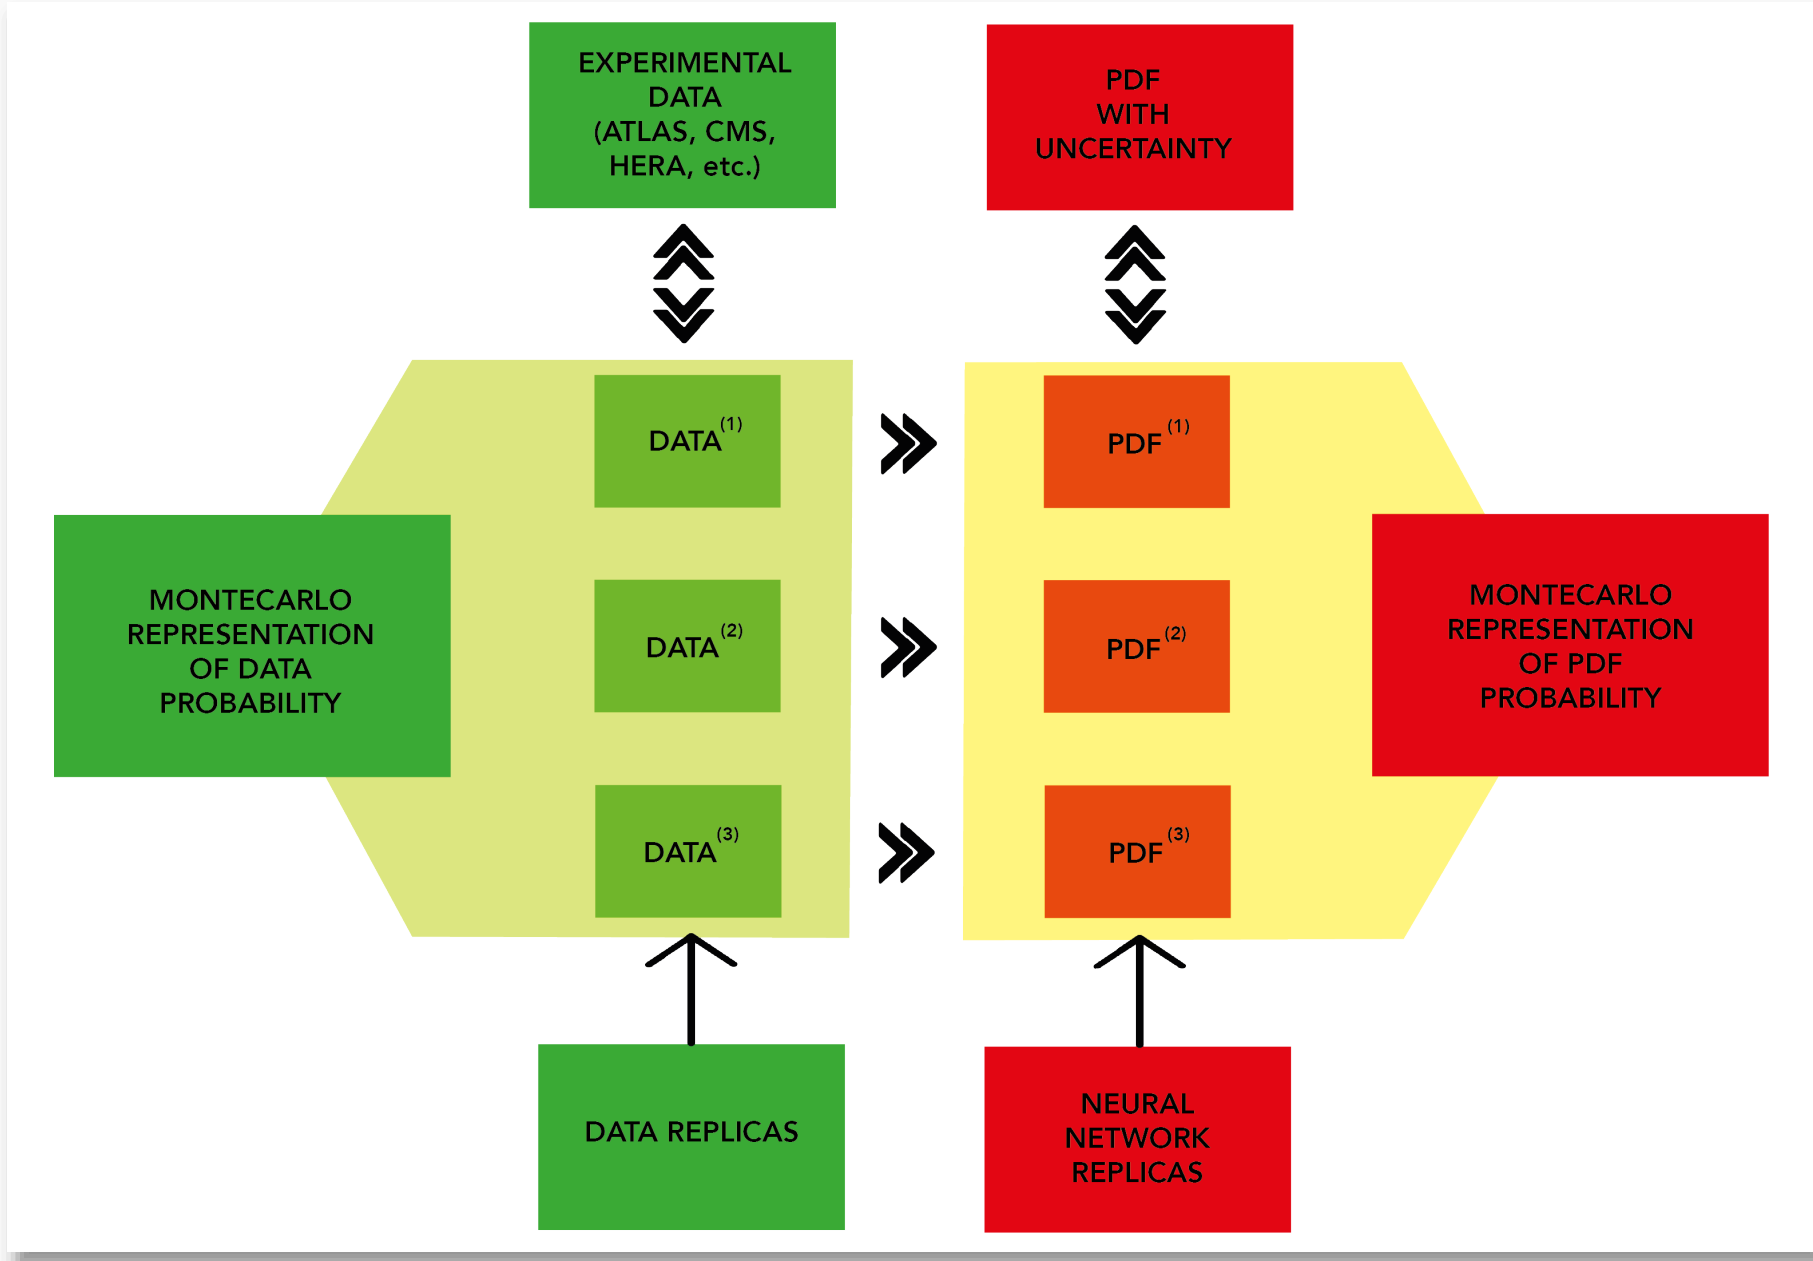 EXPERIMENTAL
DATA
(ATLAS, CMS,
HERA, etc.)
PDF
WITH
UNCERTAINTY
DATA (1)
PDF (1)
MONTECARLO
REPRESENTATION
OF DATA
PROBABILITY
DATA (2)
PDF (2)
MONTECARLO
REPRESENTATION
OF PDF
PROBABILITY
DATA (3)
PDF (3)
DATA REPLICAS
NEURAL
NETWORK
REPLICAS